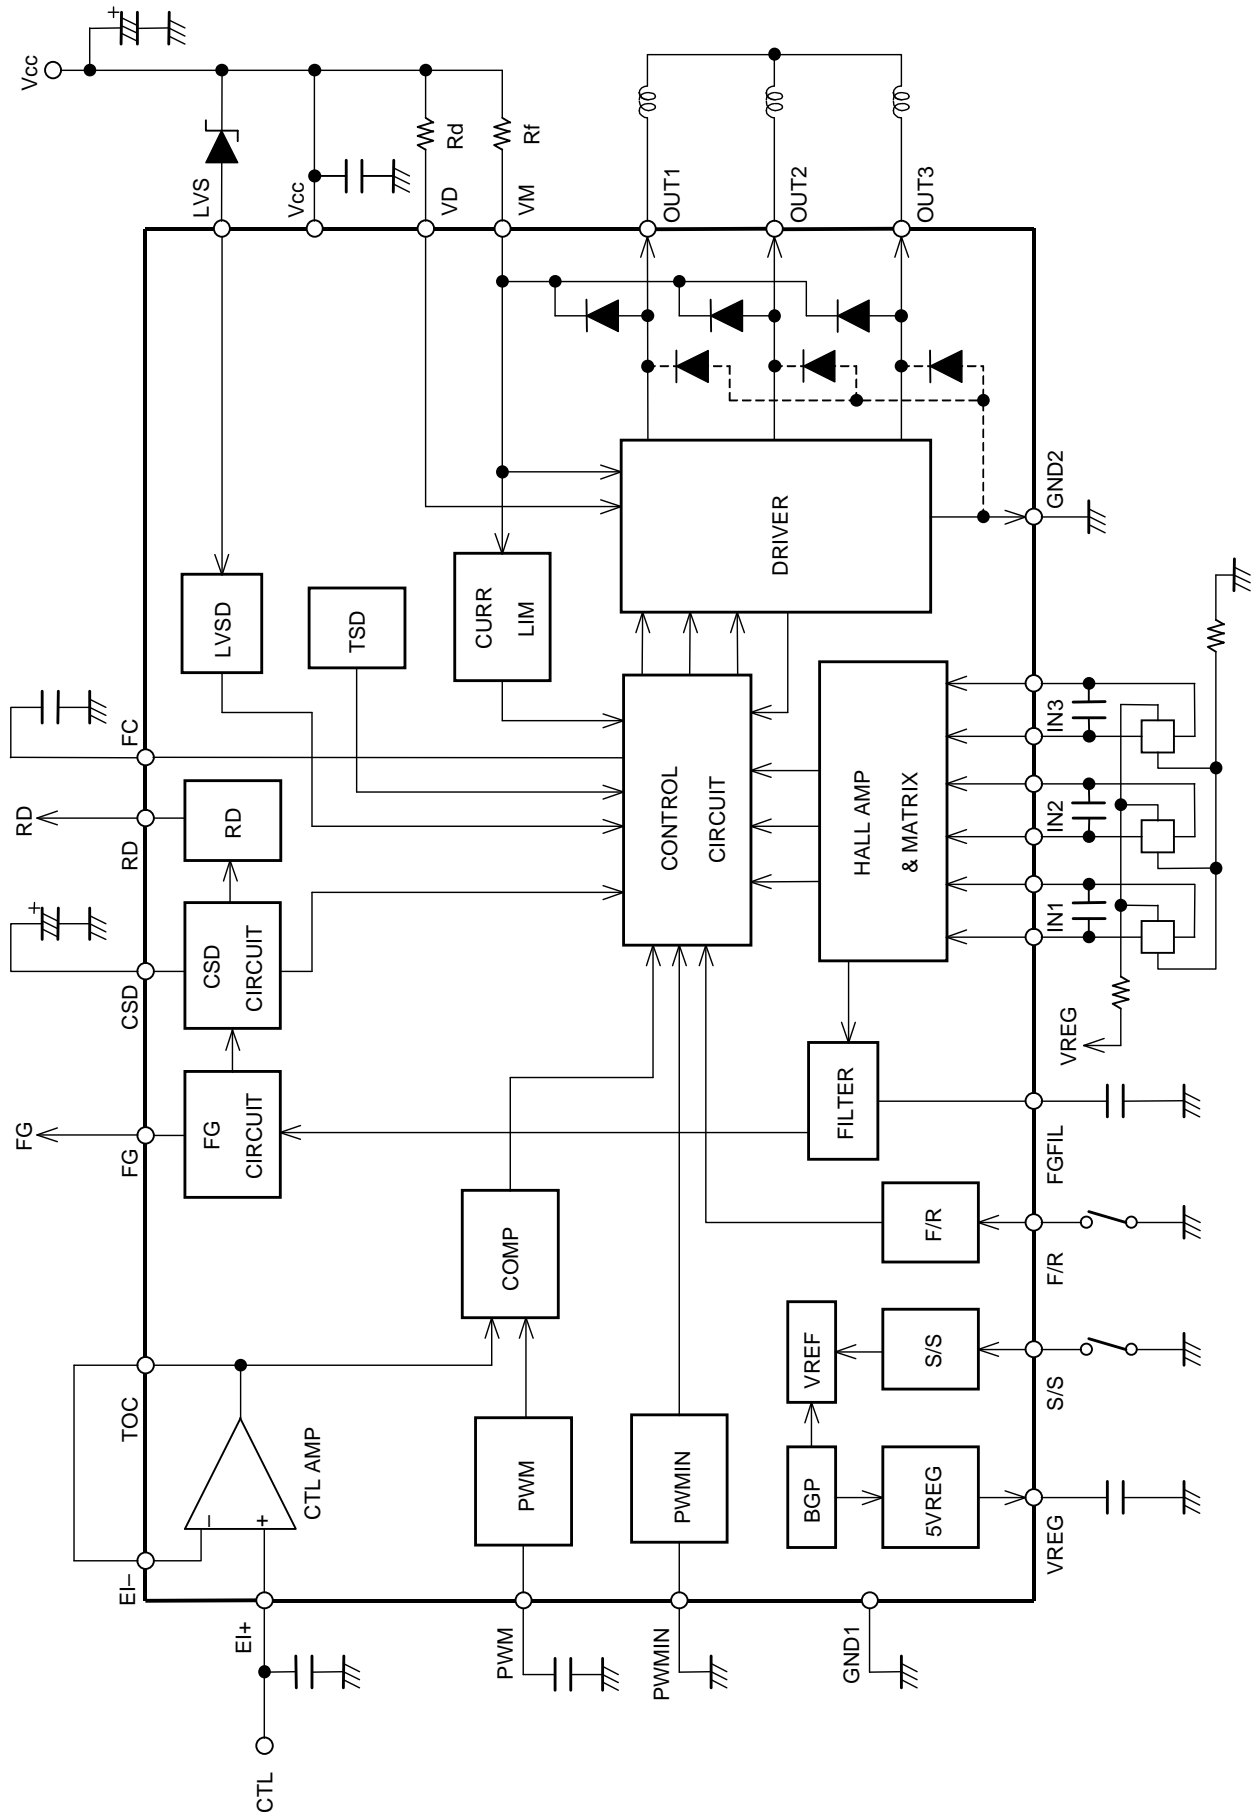 Vcc
+
LVS
Vcc
VD
Rd
VM
Rf
OUT1
OUT2
OUT3
FC
RD
RD
CSD
+
FG
FG
TOC
EI–
LVSD
TSD
CURR
LIM
DRIVER
GND2
RD
CSD
CIRCUIT
FG
CIRCUIT
CONTROL
CIRCUIT
HALL AMP
& MATRIX
IN3
IN2
IN1
VREG
FILTER
FGFIL
COMP
F/R
F/R
VREF
S/S
S/S
CTL AMP
–
+
PWM
PWMIN
BGP
5VREG
VREG
EI+
CTL
PWM
PWMIN
GND1